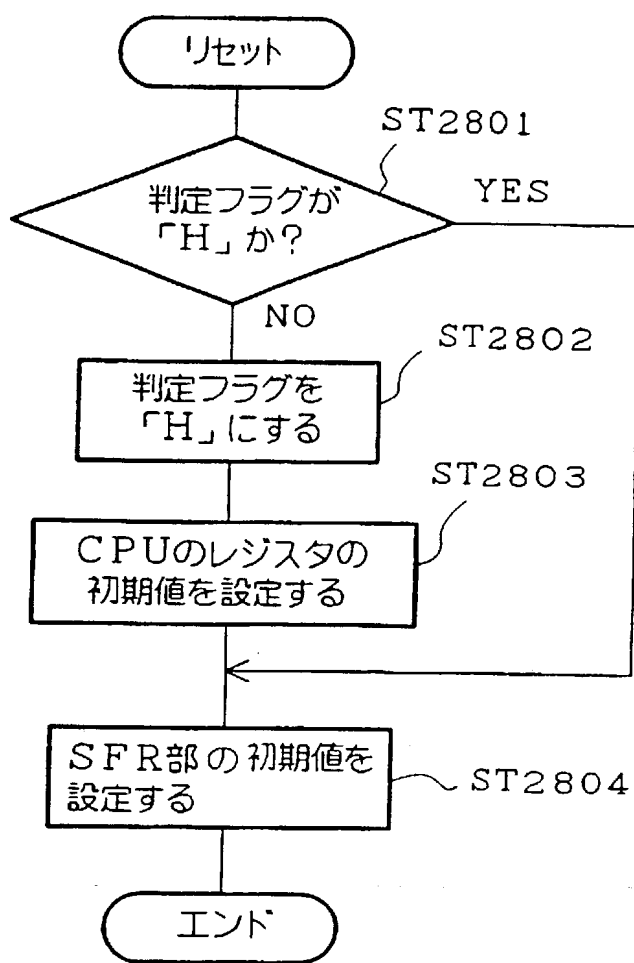 リセット
ST2801
判定フラグが
「H」か?
YES
NO
ST2802
判定フラグを
「H」にする
ST2803
CPUのレジスタの
初期値を設定する
SFR部の初期値を
設定する
ST2804
エンド